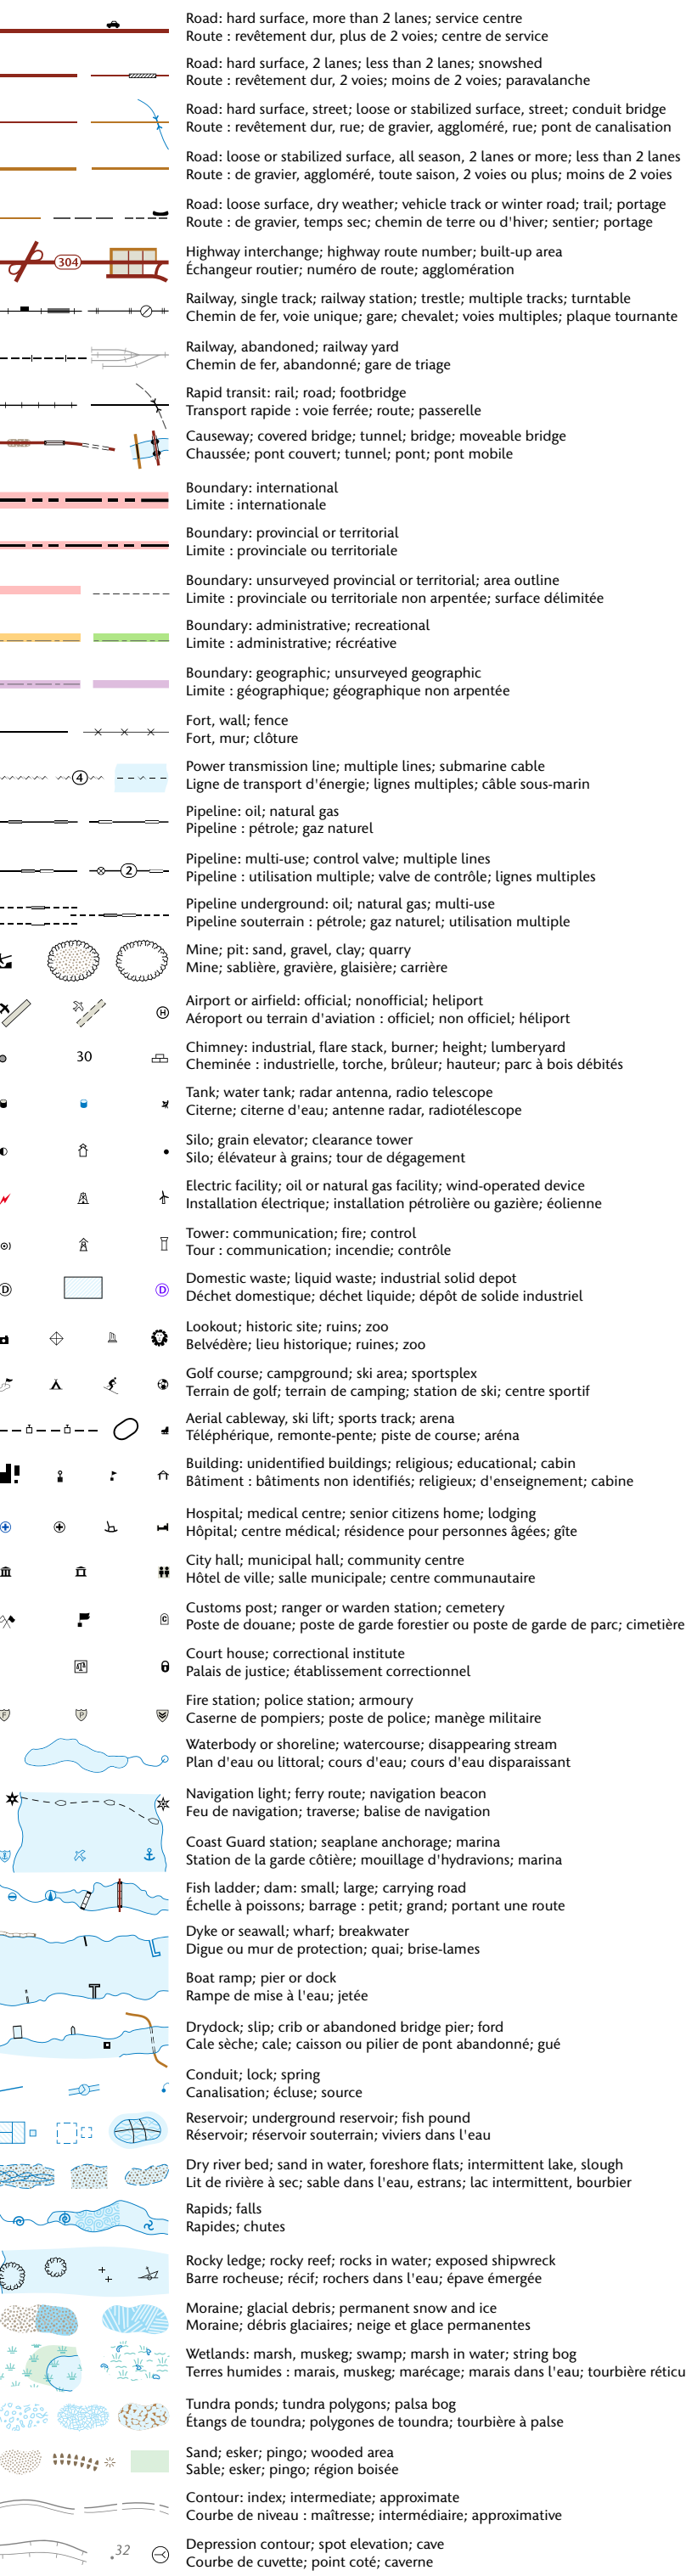 Road: hard surface, more than 2 lanes; service centre
Route : revêtement dur, plus de 2 voies; centre de service
Road: hard surface, 2 lanes; less than 2 lanes; snowshed
Route : revêtement dur, 2 voies; moins de 2 voies; paravalanche
Road: hard surface, street; loose or stabilized surface, street; conduit bridge
Route : revêtement dur, rue; de gravier, aggloméré, rue; pont de canalisation
Road: loose or stabilized surface, all season, 2 lanes or more; less than 2 lanes
Route : de gravier, aggloméré, toute saison, 2 voies ou plus; moins de 2 voies
Road: loose surface, dry weather; vehicle track or winter road; trail; portage
Route : de gravier, temps sec; chemin de terre ou d'hiver; sentier; portage
304
Highway interchange; highway route number; built-up area
Échangeur routier; numéro de route; agglomération
Railway, single track; railway station; trestle; multiple tracks; turntable
Chemin de fer, voie unique; gare; chevalet; voies multiples; plaque tournante
Railway, abandoned; railway yard
Chemin de fer, abandonné; gare de triage
Rapid transit: rail; road; footbridge
Transport rapide : voie ferrée; route; passerelle
Causeway; covered bridge; tunnel; bridge; moveable bridge
Chaussée; pont couvert; tunnel; pont; pont mobile
Boundary: international
Limite : internationale
Boundary: provincial or territorial
Limite : provinciale ou territoriale
Boundary: unsurveyed provincial or territorial; area outline
Limite : provinciale ou territoriale non arpentée; surface délimitée
Boundary: administrative; recreational
Limite : administrative; récréative
Boundary: geographic; unsurveyed geographic
Limite : géographique; géographique non arpentée
Fort, wall; fence
Fort, mur; clôture
4
Power transmission line; multiple lines; submarine cable
Ligne de transport d'énergie; lignes multiples; câble sous-marin
Pipeline: oil; natural gas
Pipeline : pétrole; gaz naturel
2
Pipeline: multi-use; control valve; multiple lines
Pipeline : utilisation multiple; valve de contrôle; lignes multiples
Pipeline underground: oil; natural gas; multi-use
Pipeline souterrain : pétrole; gaz naturel; utilisation multiple
Mine; pit: sand, gravel, clay; quarry
Mine; sablière, gravière, glaisière; carrière
H
Airport or airfield: official; nonofficial; heliport
Aéroport ou terrain d'aviation : officiel; non officiel; héliport
30
Chimney: industrial, flare stack, burner; height; lumberyard
Cheminée : industrielle, torche, brûleur; hauteur; parc à bois débités
Tank; water tank; radar antenna, radio telescope
Citerne; citerne d'eau; antenne radar, radiotélescope
Silo; grain elevator; clearance tower
Silo; élévateur à grains; tour de dégagement
Electric facility; oil or natural gas facility; wind-operated device
Installation électrique; installation pétrolière ou gazière; éolienne
Tower: communication; fire; control
Tour : communication; incendie; contrôle
D D
Domestic waste; liquid waste; industrial solid depot
Déchet domestique; déchet liquide; dépôt de solide industriel
Lookout; historic site; ruins; zoo
Belvédère; lieu historique; ruines; zoo
Golf course; campground; ski area; sportsplex
Terrain de golf; terrain de camping; station de ski; centre sportif
Aerial cableway, ski lift; sports track; arena
Téléphérique, remonte-pente; piste de course; aréna
Building: unidentified buildings; religious; educational; cabin
Bâtiment : bâtiments non identifiés; religieux; d'enseignement; cabine
Hospital; medical centre; senior citizens home; lodging
Hôpital; centre médical; résidence pour personnes âgées; gîte
City hall; municipal hall; community centre
Hôtel de ville; salle municipale; centre communautaire
C
Customs post; ranger or warden station; cemetery
Poste de douane; poste de garde forestier ou poste de garde de parc; cimetière
Court house; correctional institute
Palais de justice; établissement correctionnel
F P
Fire station; police station; armoury
Caserne de pompiers; poste de police; manège militaire
Waterbody or shoreline; watercourse; disappearing stream
Plan d'eau ou littoral; cours d'eau; cours d'eau disparaissant
Navigation light; ferry route; navigation beacon
Feu de navigation; traverse; balise de navigation
Coast Guard station; seaplane anchorage; marina
Station de la garde côtière; mouillage d'hydravions; marina
Fish ladder; dam: small; large; carrying road
Échelle à poissons; barrage : petit; grand; portant une route
Dyke or seawall; wharf; breakwater
Digue ou mur de protection; quai; brise-lames
Boat ramp; pier or dock
Rampe de mise à l'eau; jetée
Drydock; slip; crib or abandoned bridge pier; ford
Cale sèche; cale; caisson ou pilier de pont abandonné; gué
Conduit; lock; spring
Canalisation; écluse; source
Reservoir; underground reservoir; fish pound
Réservoir; réservoir souterrain; viviers dans l'eau
Dry river bed; sand in water, foreshore flats; intermittent lake, slough
Lit de rivière à sec; sable dans l'eau, estrans; lac intermittent, bourbier
Rapids; falls
Rapides; chutes
Rocky ledge; rocky reef; rocks in water; exposed shipwreck
Barre rocheuse; récif; rochers dans l'eau; épave émergée
Moraine; glacial debris; permanent snow and ice
Moraine; débris glaciaires; neige et glace permanentes
Wetlands: marsh, muskeg; swamp; marsh in water; string bog
Terres humides : marais, muskeg; marécage; marais dans l'eau; tourbière réticu
Tundra ponds; tundra polygons; palsa bog
Étangs de toundra; polygones de toundra; tourbière à palse
Sand; esker; pingo; wooded area
Sable; esker; pingo; région boisée
Contour: index; intermediate; approximate
Courbe de niveau : maîtresse; intermédiaire; approximative
32
Depression contour; spot elevation; cave
Courbe de cuvette; point coté; caverne